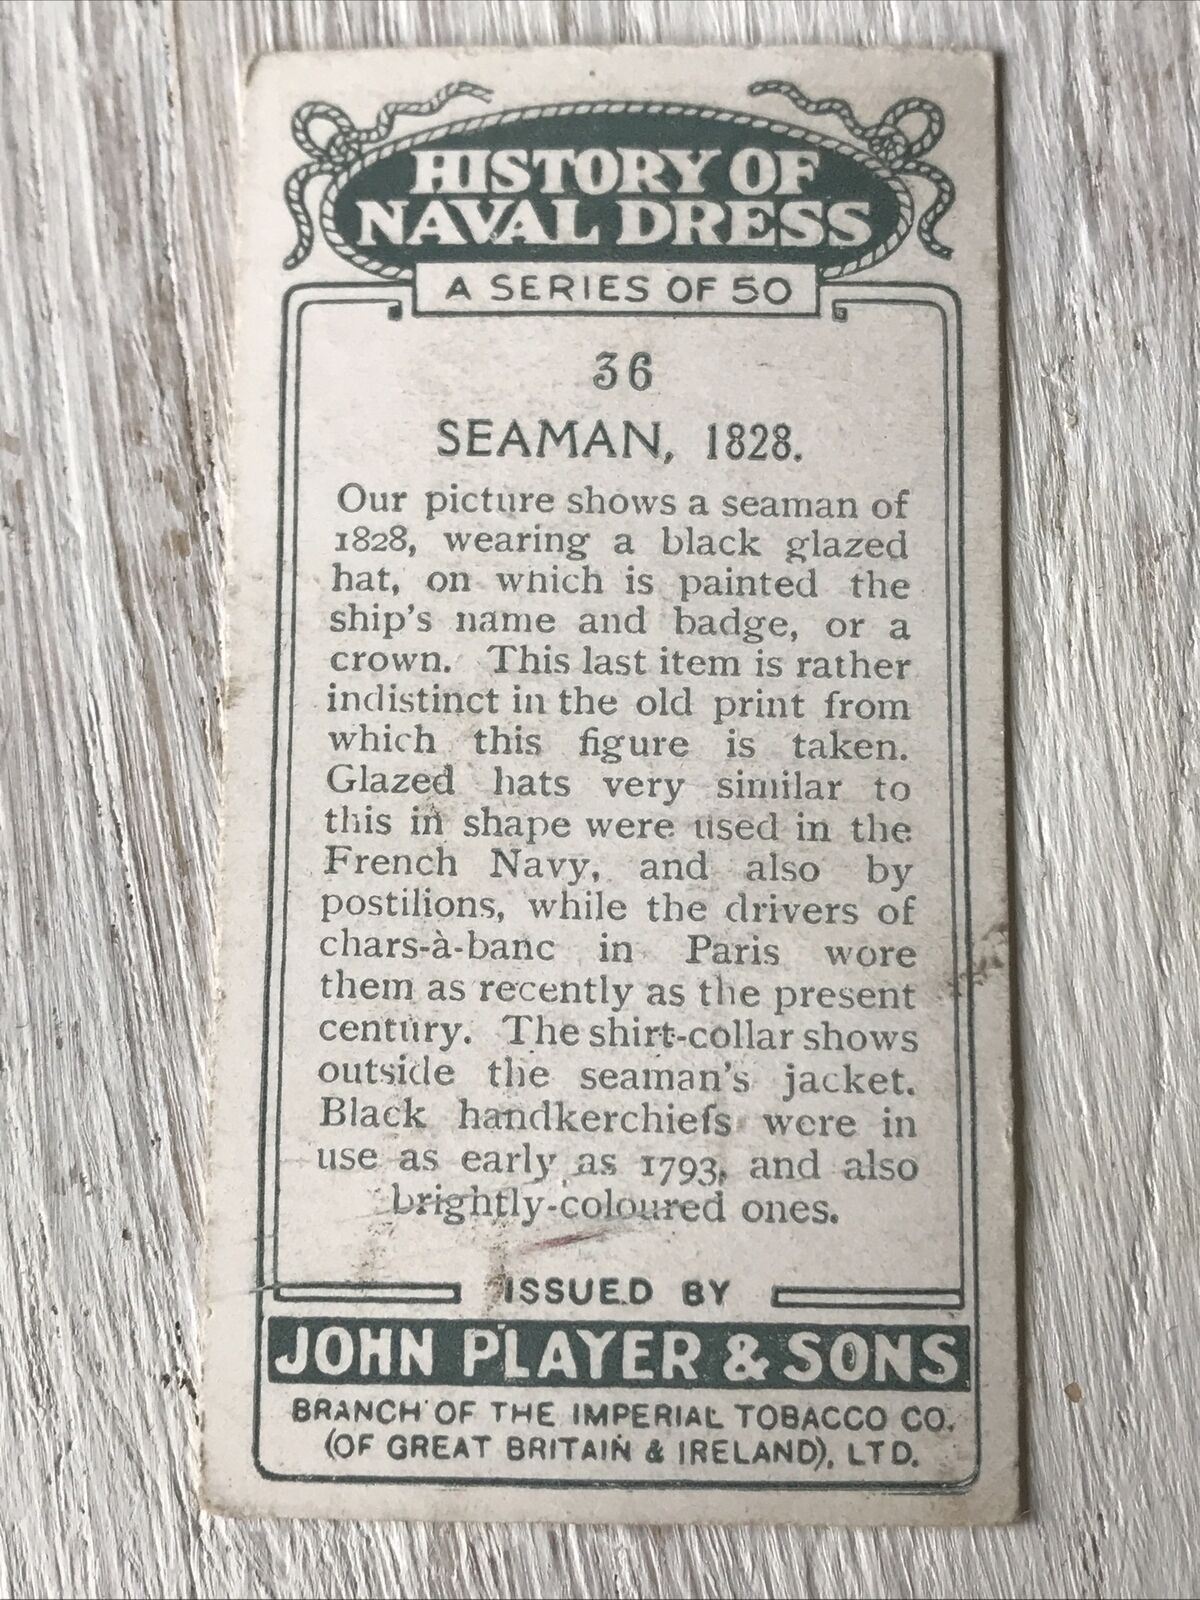 HISTORY OF
NAVAL DRESS
A SERIES OF 50
36
SEAMAN, 1828.
Our picture shows a seaman of
1828, wearing a black glazed
hat, on which is painted the
ship's name and badge, or a
crown. This last item is rather
indistinct in the old print from
which this figure is taken.
Glazed hats very similar to
this in shape were used in the
French Navy, and also by
postilions, while the drivers of
chars-à-banc in Paris wore
them as recently as the present
century. The shirt-collar shows
outside the seaman's jacket.
Black handkerchiefs were in
use as early as 1793, and also
brightly-coloured ones.
ISSUED BY
JOHN PLAYER & SONS
BRANCH OF THE IMPERIAL TOBACCO CO.
(OF GREAT BRITAIN & IRELAND), LTD.